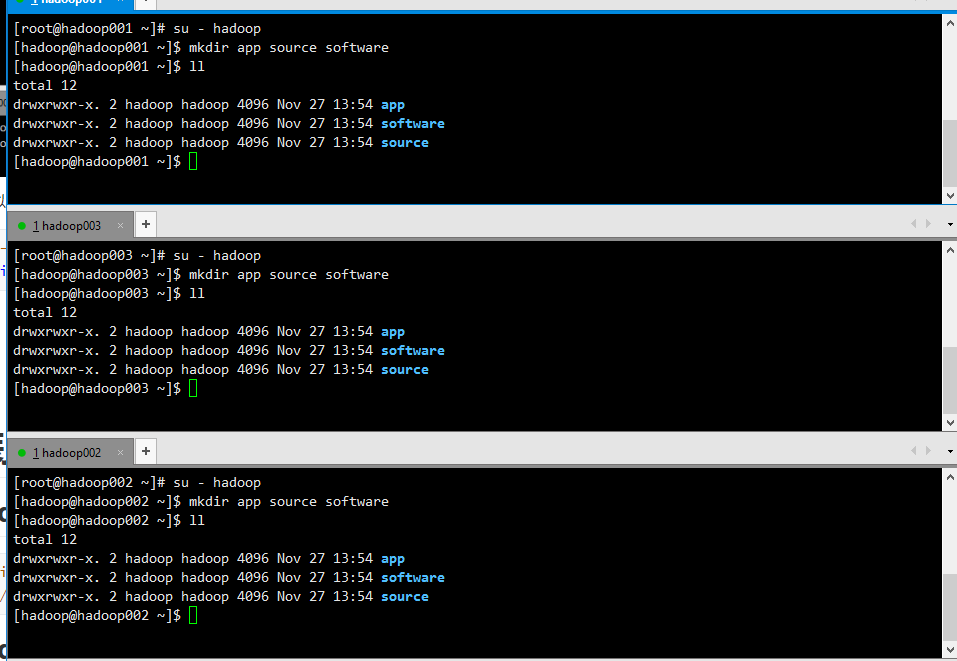 1 hadoop001 × +
[root@hadoop001 ~]# su - hadoop
[hadoop@hadoop001 ~]$ mkdir app source software
[hadoop@hadoop001 ~]$ ll
total 12
drwxrwxr-x. 2 hadoop hadoop 4096 Nov 27 13:54 app
drwxrwxr-x. 2 hadoop hadoop 4096 Nov 27 13:54 software
drwxrwxr-x. 2 hadoop hadoop 4096 Nov 27 13:54 source
[hadoop@hadoop001 ~]$
1 hadoop003 × +
[root@hadoop003 ~]# su - hadoop
[hadoop@hadoop003 ~]$ mkdir app source software
[hadoop@hadoop003 ~]$ ll
total 12
drwxrwxr-x. 2 hadoop hadoop 4096 Nov 27 13:54 app
drwxrwxr-x. 2 hadoop hadoop 4096 Nov 27 13:54 software
drwxrwxr-x. 2 hadoop hadoop 4096 Nov 27 13:54 source
[hadoop@hadoop003 ~]$
1 hadoop002 × +
[root@hadoop002 ~]# su - hadoop
[hadoop@hadoop002 ~]$ mkdir app source software
[hadoop@hadoop002 ~]$ ll
total 12
drwxrwxr-x. 2 hadoop hadoop 4096 Nov 27 13:54 app
drwxrwxr-x. 2 hadoop hadoop 4096 Nov 27 13:54 software
drwxrwxr-x. 2 hadoop hadoop 4096 Nov 27 13:54 source
[hadoop@hadoop002 ~]$